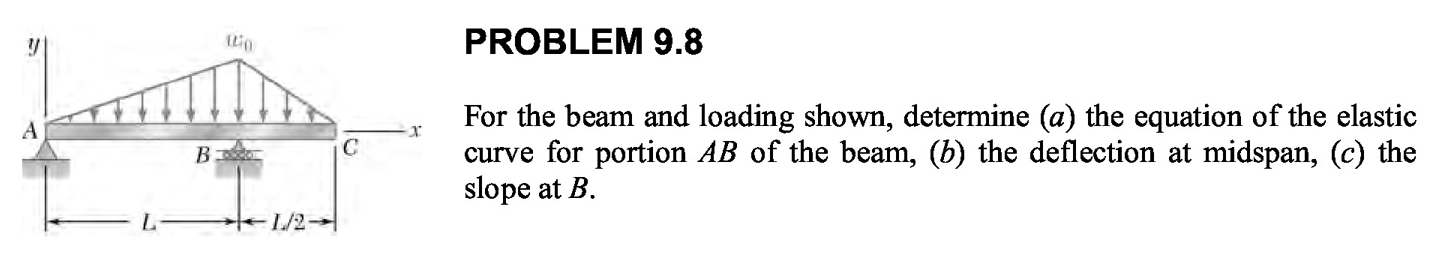 PROBLEM 9.8
For the beam and loading shown, determine (a) the equation of the elastic
curve for portion AB of the beam, (b) the deflection at midspan, (c) the
slope at B.
y
w₀
A
x
B
C
L
L/2